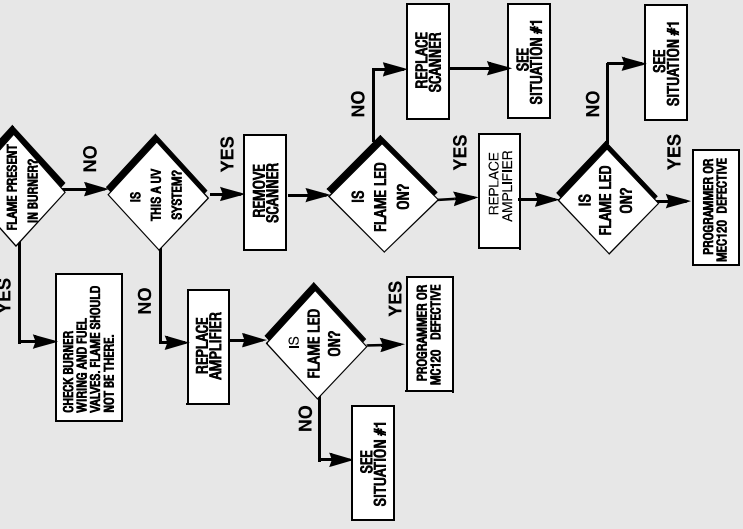 FLAME PRESENT
IN BURNER?
YES
CHECK BURNER
WIRING AND FUEL
VALVES. FLAME SHOULD
NOT BE THERE.
NO
IS
THIS A UV
SYSTEM?
NO
REPLACE
AMPLIFIER
IS
FLAME LED
ON?
NO
SEE
SITUATION #1
YES
PROGRAMMER OR
MC120 DEFECTIVE
YES
REMOVE
SCANNER
IS
FLAME LED
ON?
NO
REPLACE
SCANNER
SEE
SITUATION #1
YES
REPLACE
AMPLIFIER
IS
FLAME LED
ON?
NO
SEE
SITUATION #1
YES
PROGRAMMER OR
MEC120 DEFECTIVE